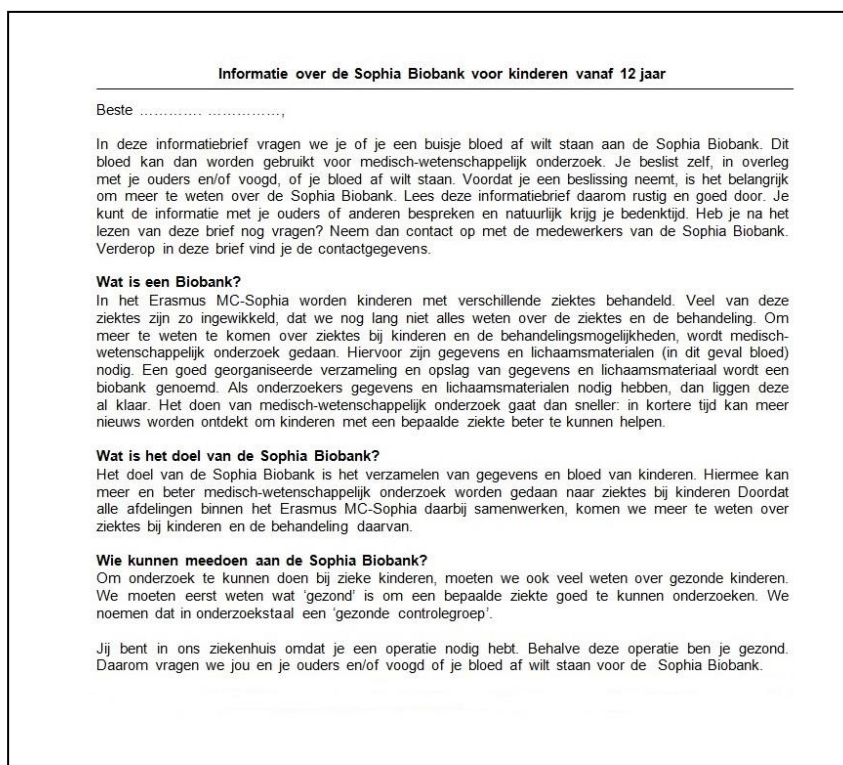 Informatie over de Sophia Biobank voor kinderen vanaf 12 jaar
Beste …………. ……………,
In deze informatiebrief vragen we je of je een buisje bloed af wilt staan aan de Sophia Biobank. Dit
bloed kan dan worden gebruikt voor medisch-wetenschappelijk onderzoek. Je beslist zelf, in overleg
met je ouders en/of voogd, of je bloed af wilt staan. Voordat je een beslissing neemt, is het belangrijk
om meer te weten over de Sophia Biobank. Lees deze informatiebrief daarom rustig en goed door. Je
kunt de informatie met je ouders of anderen bespreken en natuurlijk krijg je bedenktijd. Heb je na het
lezen van deze brief nog vragen? Neem dan contact op met de medewerkers van de Sophia Biobank.
Verderop in deze brief vind je de contactgegevens.
Wat is een Biobank?
In het Erasmus MC-Sophia worden kinderen met verschillende ziektes behandeld. Veel van deze
ziektes zijn zo ingewikkeld, dat we nog lang niet alles weten over de ziektes en de behandeling. Om
meer te weten te komen over ziektes bij kinderen en de behandelingsmogelijkheden, wordt medisch-
wetenschappelijk onderzoek gedaan. Hiervoor zijn gegevens en lichaamsmaterialen (in dit geval bloed)
nodig. Een goed georganiseerde verzameling en opslag van gegevens en lichaamsmateriaal wordt een
biobank genoemd. Als onderzoekers gegevens en lichaamsmaterialen nodig hebben, dan liggen deze
al klaar. Het doen van medisch-wetenschappelijk onderzoek gaat dan sneller: in kortere tijd kan meer
nieuws worden ontdekt om kinderen met een bepaalde ziekte beter te kunnen helpen.
Wat is het doel van de Sophia Biobank?
Het doel van de Sophia Biobank is het verzamelen van gegevens en bloed van kinderen. Hiermee kan
meer en beter medisch-wetenschappelijk onderzoek worden gedaan naar ziektes bij kinderen Doordat
alle afdelingen binnen het Erasmus MC-Sophia daarbij samenwerken, komen we meer te weten over
ziektes bij kinderen en de behandeling daarvan.
Wie kunnen meedoen aan de Sophia Biobank?
Om onderzoek te kunnen doen bij zieke kinderen, moeten we ook veel weten over gezonde kinderen.
We moeten eerst weten wat ‘gezond’ is om een bepaalde ziekte goed te kunnen onderzoeken. We
noemen dat in onderzoekstaal een ‘gezonde controlegroep’.
Jij bent in ons ziekenhuis omdat je een operatie nodig hebt. Behalve deze operatie ben je gezond.
Daarom vragen we jou en je ouders en/of voogd of je bloed af wilt staan voor de Sophia Biobank.